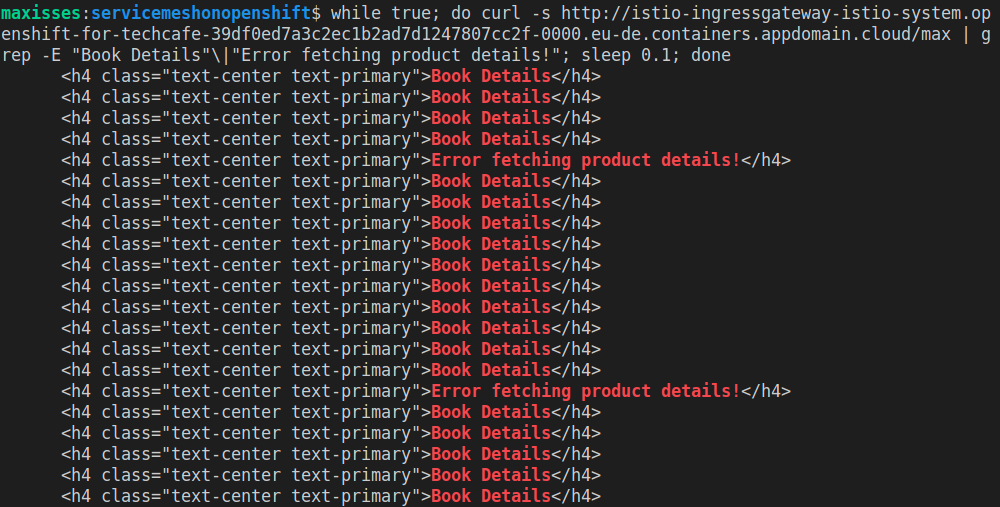 maxisses:servicemeshonopenshift$ while true; do curl -s http://istio-ingressgateway-istio-system.op
enshift-for-techcafe-39df0ed7a3c2ec1b2ad7d1247807cc2f-0000.eu-de.containers.appdomain.cloud/max | g
rep -E "Book Details"\|"Error fetching product details!"; sleep 0.1; done
<h4 class="text-center text-primary">Book Details</h4>
<h4 class="text-center text-primary">Book Details</h4>
<h4 class="text-center text-primary">Book Details</h4>
<h4 class="text-center text-primary">Book Details</h4>
<h4 class="text-center text-primary">Error fetching product details!</h4>
<h4 class="text-center text-primary">Book Details</h4>
<h4 class="text-center text-primary">Book Details</h4>
<h4 class="text-center text-primary">Book Details</h4>
<h4 class="text-center text-primary">Book Details</h4>
<h4 class="text-center text-primary">Book Details</h4>
<h4 class="text-center text-primary">Book Details</h4>
<h4 class="text-center text-primary">Book Details</h4>
<h4 class="text-center text-primary">Book Details</h4>
<h4 class="text-center text-primary">Book Details</h4>
<h4 class="text-center text-primary">Book Details</h4>
<h4 class="text-center text-primary">Error fetching product details!</h4>
<h4 class="text-center text-primary">Book Details</h4>
<h4 class="text-center text-primary">Book Details</h4>
<h4 class="text-center text-primary">Book Details</h4>
<h4 class="text-center text-primary">Book Details</h4>
<h4 class="text-center text-primary">Book Details</h4>